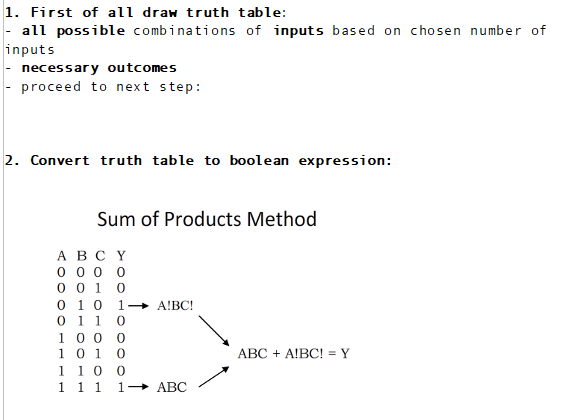 1. First of all draw truth table:
- all possible combinations of inputs based on chosen number of
inputs
- necessary outcomes
- proceed to next step:
2. Convert truth table to boolean expression:
Sum of Products Method
A B C Y
0 0 0 0
0 0 1 0
0 1 0 1 → A!BC!
0 1 1 0
1 0 0 0
1 0 1 0
ABC + A!BC! = Y
1 1 0 0
1 1 1 1 → ABC